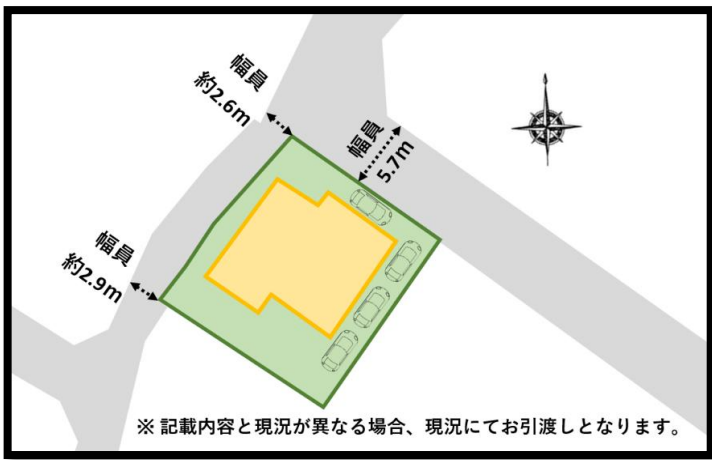 幅員
約2.6m
幅員
5.7m
幅員
約2.9m
※ 記載内容と現況が異なる場合、現況にてお引渡しとなります。